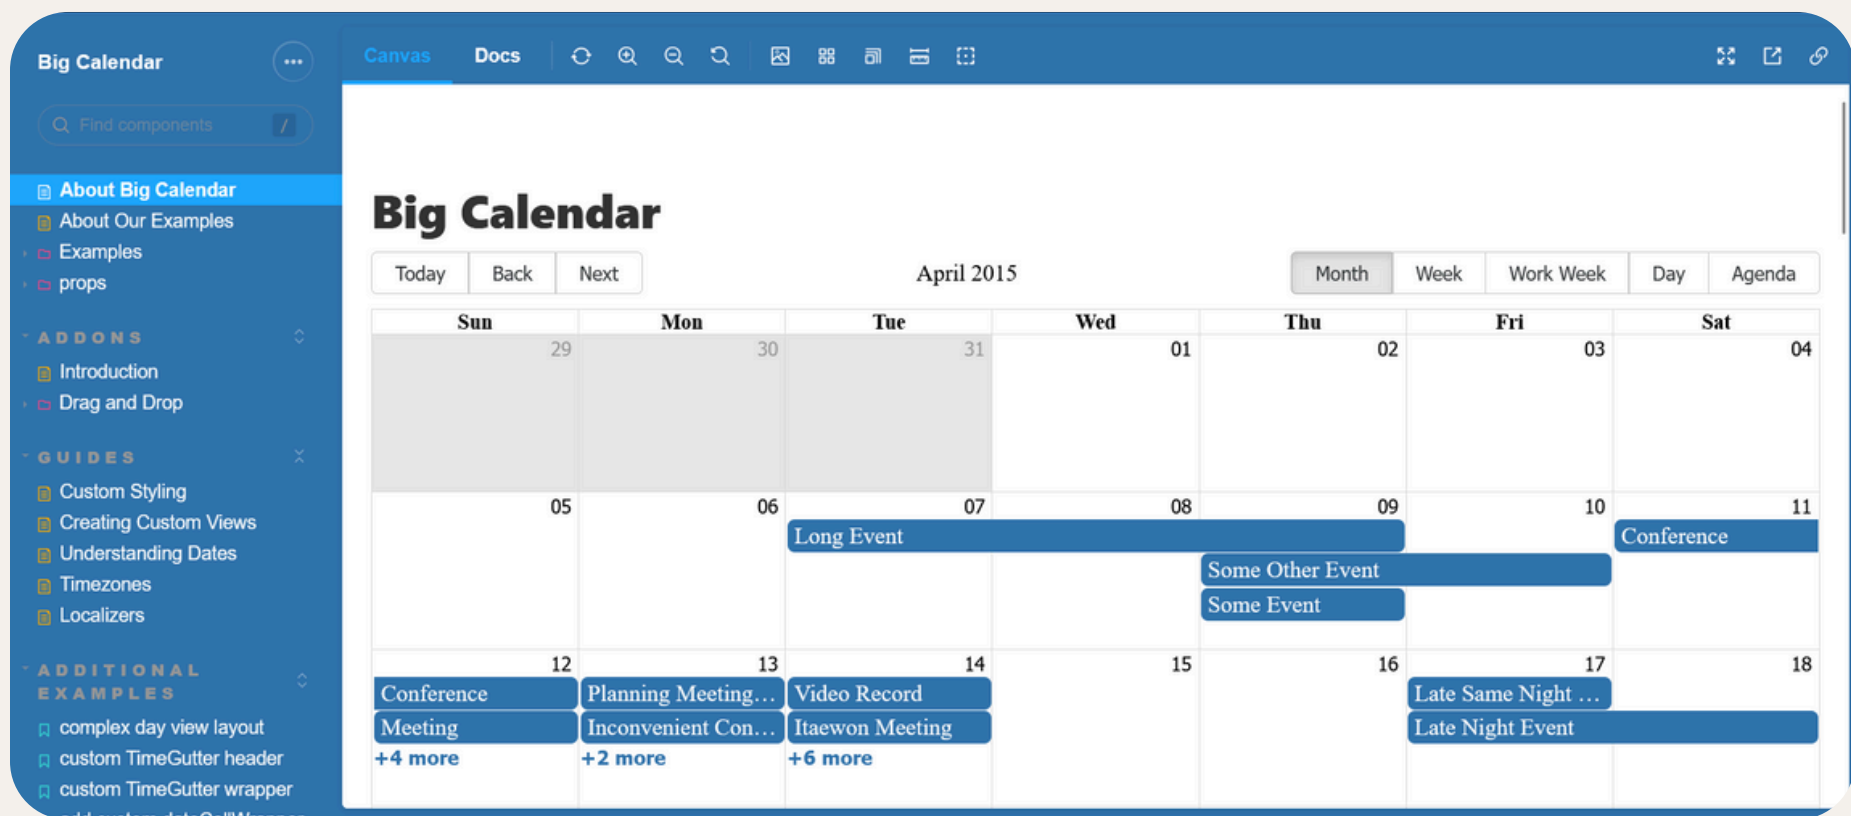 Big Calendar
Find components /
About Big Calendar
About Our Examples
Examples
props
ADDONS
Introduction
Drag and Drop
GUIDES
Custom Styling
Creating Custom Views
Understanding Dates
Timezones
Localizers
ADDITIONAL
EXAMPLES
complex day view layout
custom TimeGutter header
custom TimeGutter wrapper
Canvas Docs
Big Calendar
Today Back Next April 2015 Month Week Work Week Day Agenda
Sun Mon Tue Wed Thu Fri Sat
29 30 31 01 02 03 04
05 06 07 08 09 10 11
Long Event Conference
Some Other Event
Some Event
12 13 14 15 16 17 18
Conference Planning Meeting... Video Record Late Same Night ...
Meeting Inconvenient Con... Itaewon Meeting Late Night Event
+4 more +2 more +6 more